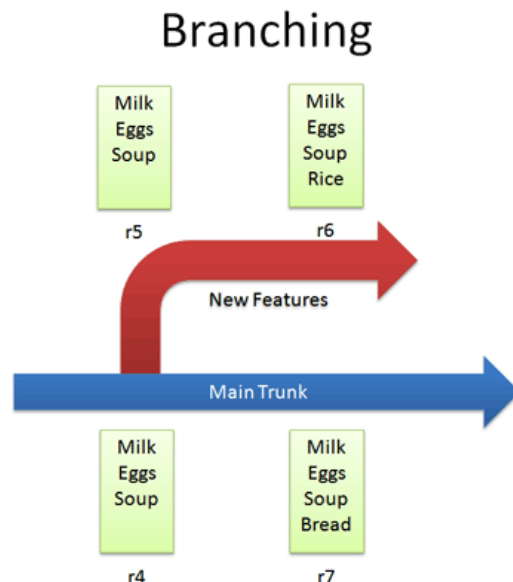 Branching
Milk
Eggs
Soup
r5
Milk
Eggs
Soup
Rice
r6
New Features
Main Trunk
Milk
Eggs
Soup
r4
Milk
Eggs
Soup
Bread
r7